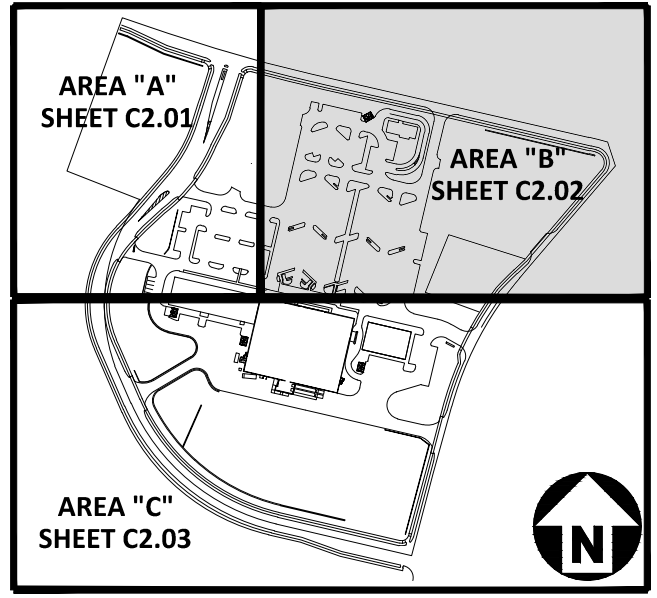 AREA "A"
SHEET C2.01
AREA "B"
SHEET C2.02
AREA "C"
SHEET C2.03
N